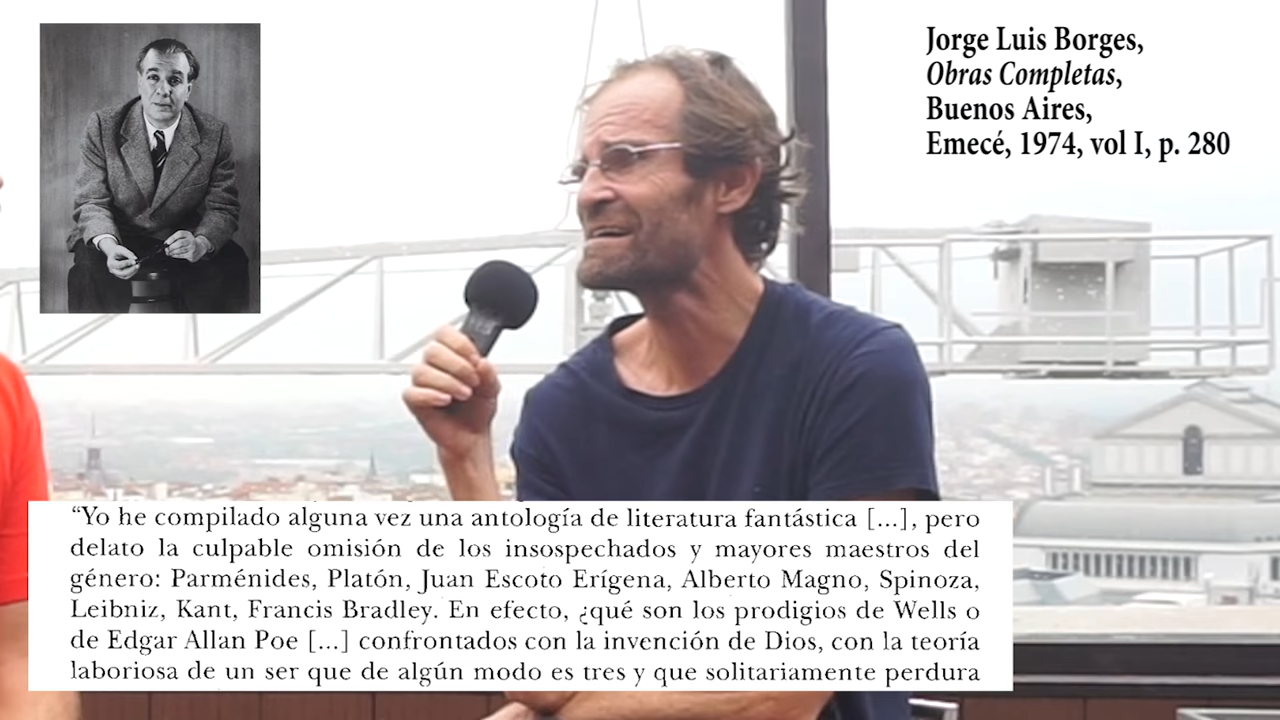 Jorge Luis Borges,
Obras Completas,
Buenos Aires,
Emecé, 1974, vol I, p. 280
“Yo he compilado alguna vez una antología de literatura fantástica [...], pero
delato la culpable omisión de los insospechados y mayores maestros del
género: Parménides, Platón, Juan Escoto Erígena, Alberto Magno, Spinoza,
Leibniz, Kant, Francis Bradley. En efecto, ¿qué son los prodigios de Wells o
de Edgar Allan Poe [...] confrontados con la invención de Dios, con la teoría
laboriosa de un ser que de algún modo es tres y que solitariamente perdura